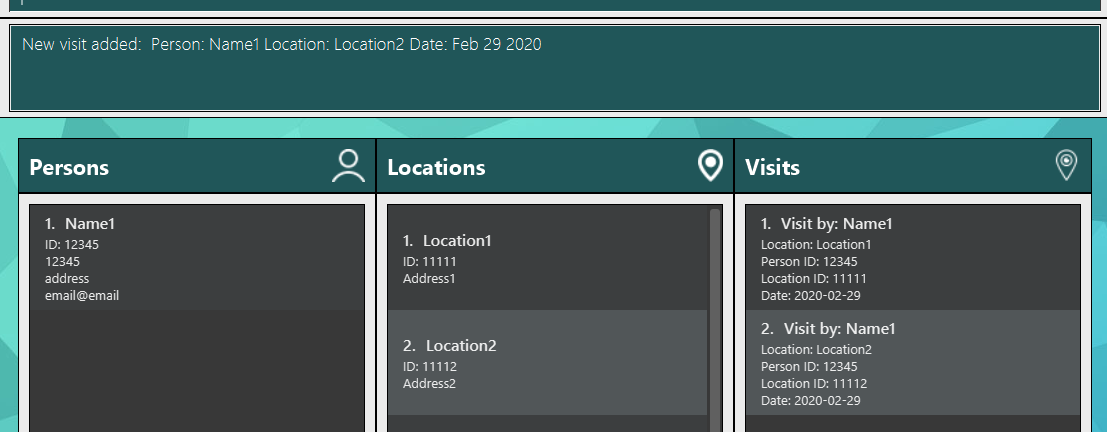 New visit added:  Person: Name1 Location: Location2 Date: Feb 29 2020
Persons
1.  Name1
ID: 12345
12345
address
email@email
Locations
1.  Location1
ID: 11111
Address1
2.  Location2
ID: 11112
Address2
Visits
1.  Visit by: Name1
Location: Location1
Person ID: 12345
Location ID: 11111
Date: 2020-02-29
2.  Visit by: Name1
Location: Location2
Person ID: 12345
Location ID: 11112
Date: 2020-02-29